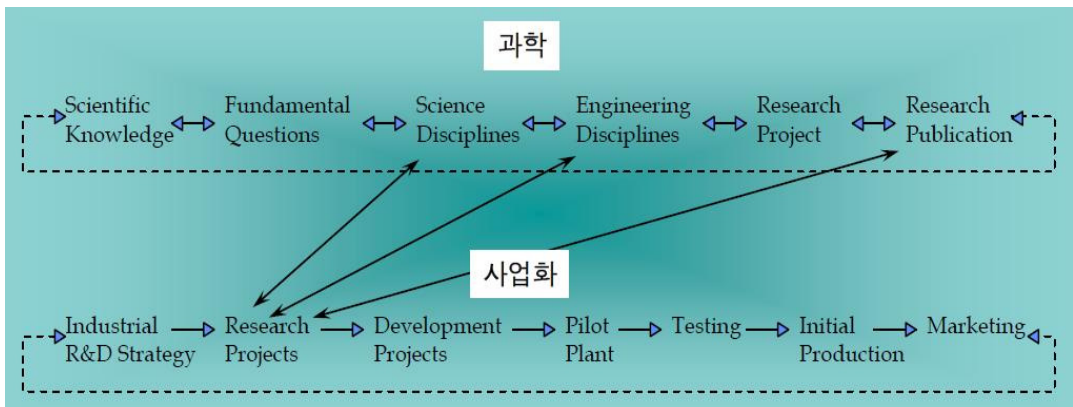 과학
Scientific Fundamental Science Engineering Research Research
Knowledge Questions Disciplines Disciplines Project Publication
사업화
Industrial Research Development Pilot Testing Initial Marketing
R&D Strategy Projects Projects Plant Production